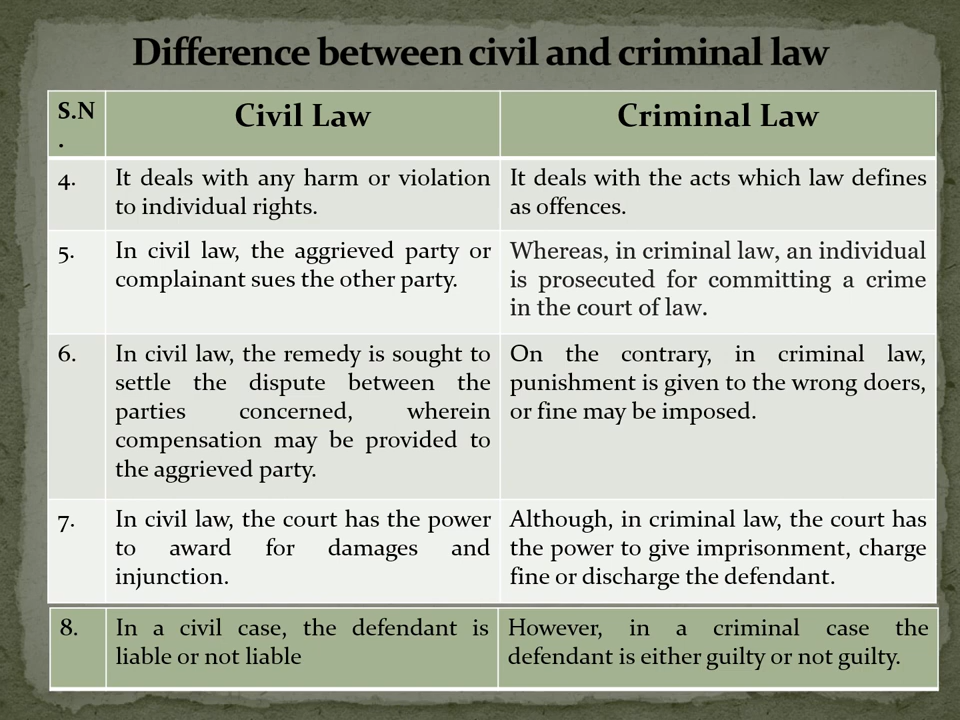 Difference between civil and criminal law
S.N
.
Civil Law
Criminal Law
4.
It deals with any harm or violation
to individual rights.
It deals with the acts which law defines
as offences.
5.
In civil law, the aggrieved party or
complainant sues the other party.
Whereas, in criminal law, an individual
is prosecuted for committing a crime
in the court of law.
6.
In civil law, the remedy is sought to
settle the dispute between the
parties concerned, wherein
compensation may be provided to
the aggrieved party.
On the contrary, in criminal law,
punishment is given to the wrong doers,
or fine may be imposed.
7.
In civil law, the court has the power
to award for damages and
injunction.
Although, in criminal law, the court has
the power to give imprisonment, charge
fine or discharge the defendant.
8.
In a civil case, the defendant is
liable or not liable
However, in a criminal case the
defendant is either guilty or not guilty.